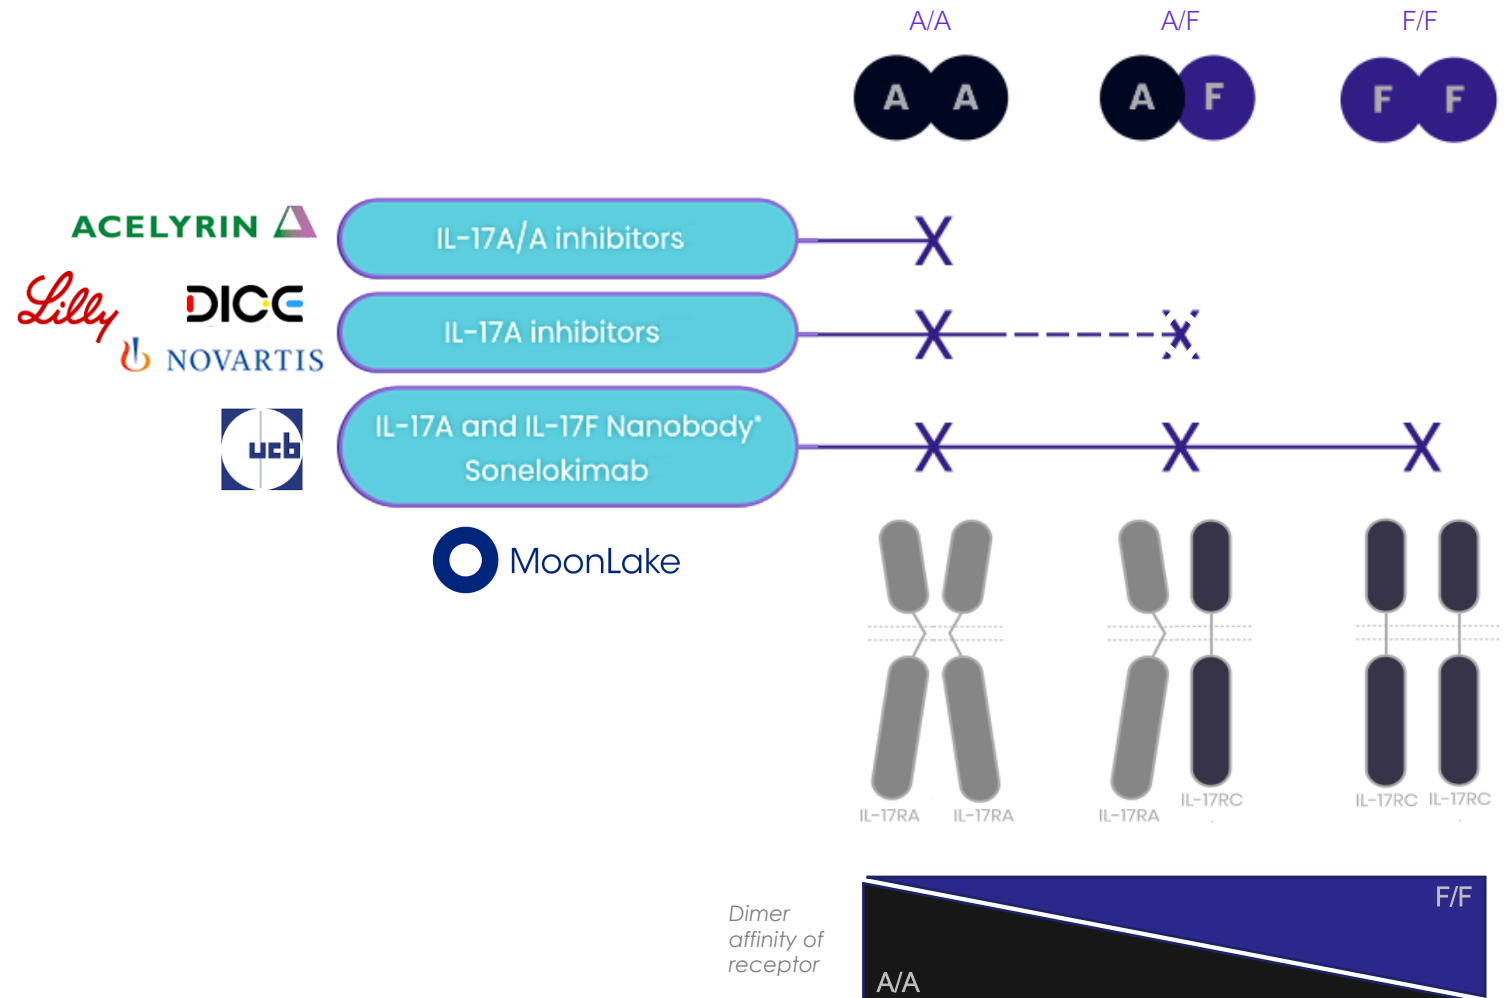 A/A
A/F
F/F
A A
A F
F F
ACELYRIN
IL-17A/A inhibitors
X
Lilly
DICE
NOVARTIS
IL-17A inhibitors
X X
ucb
IL-17A and IL-17F Nanobody*
Sonelokimab
X X X
MoonLake
IL-17RA
IL-17RA
IL-17RA
IL-17RC
IL-17RC
IL-17RC
Dimer
affinity of
receptor
F/F
A/A